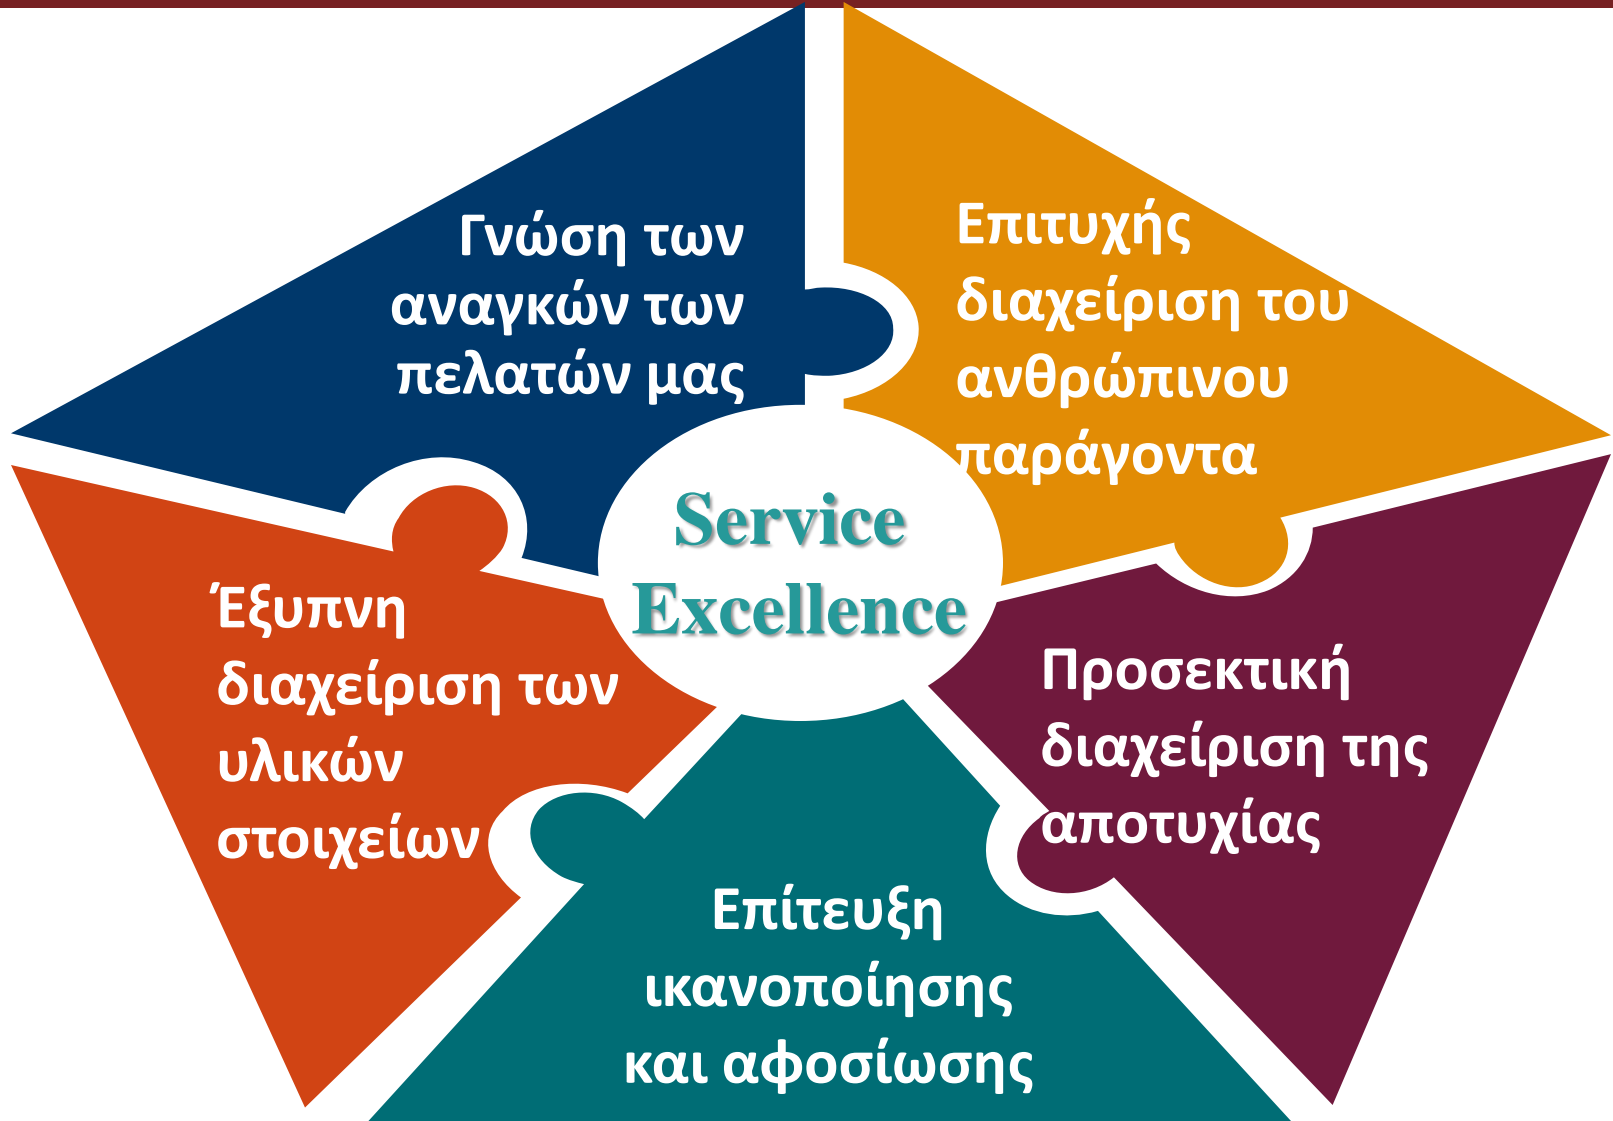 Γνώση των
αναγκών των
πελατών μας
Επιτυχής
διαχείριση του
ανθρώπινου
παράγοντα
Service
Excellence
Έξυπνη
διαχείριση των
υλικών
στοιχείων
Προσεκτική
διαχείριση της
αποτυχίας
Επίτευξη
ικανοποίησης
και αφοσίωσης